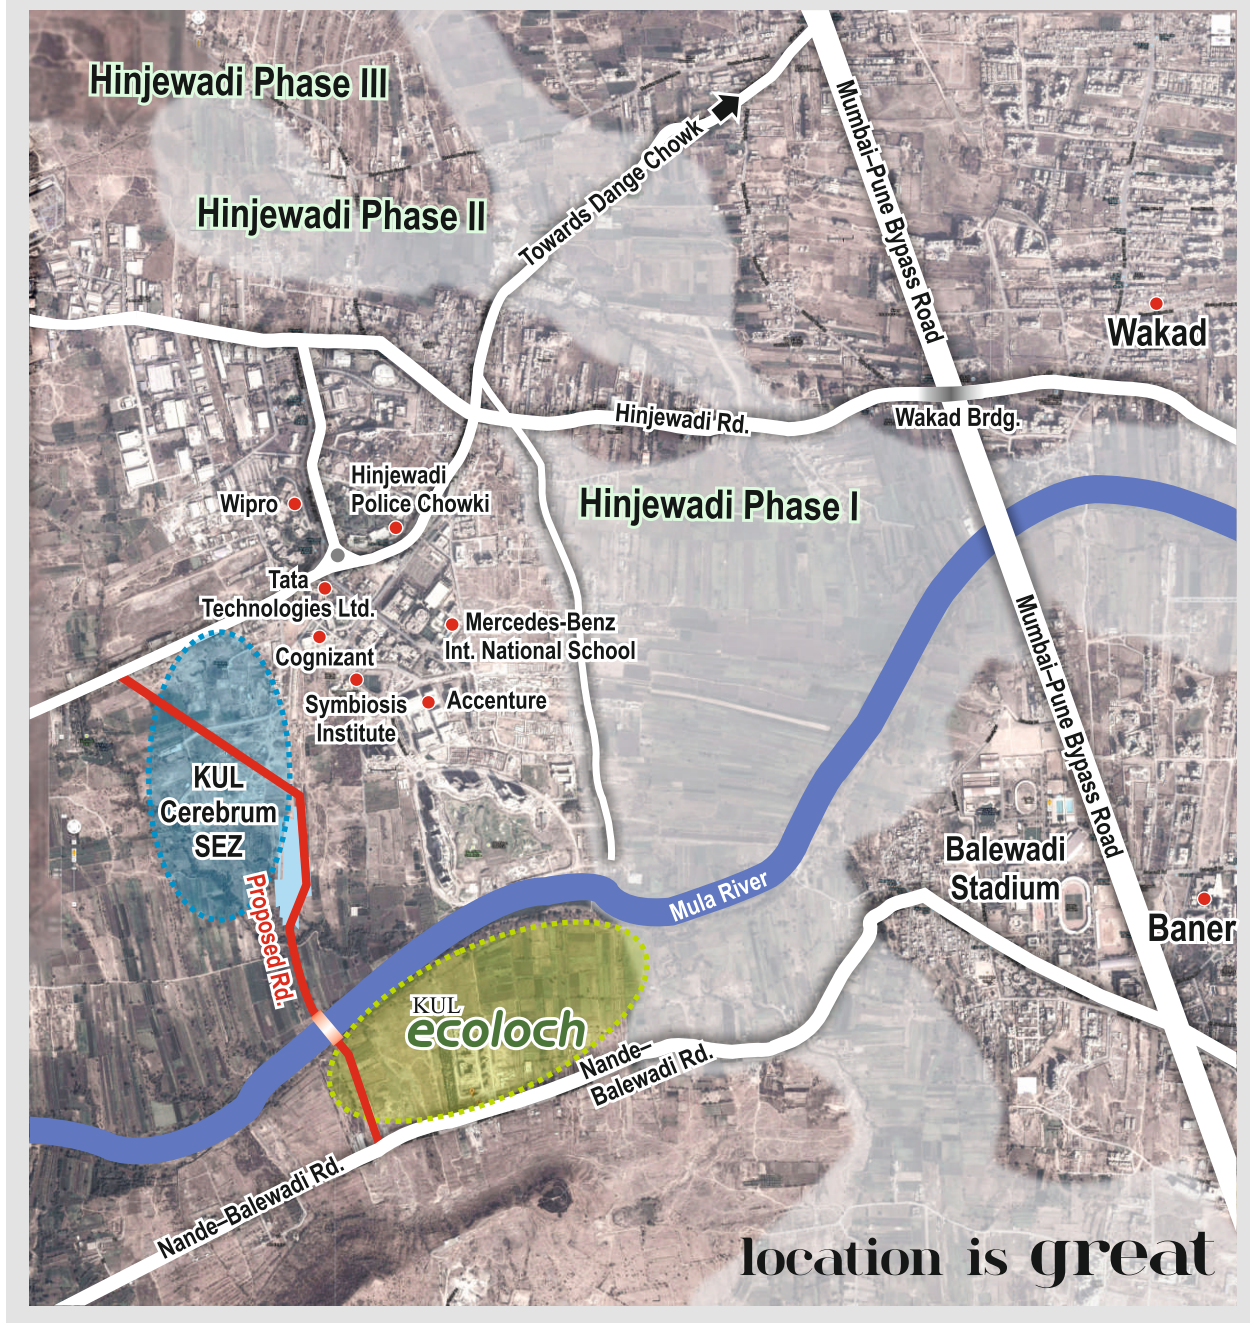 Hinjewadi Phase III
Hinjewadi Phase II
Towards Dange Chowk
Mumbai–Pune Bypass Road
Wakad
Hinjewadi Rd.
Wakad Brdg.
Hinjewadi
Police Chowki
Wipro
Hinjewadi Phase I
Tata
Technologies Ltd.
Mercedes-Benz
Int. National School
Cognizant
Symbiosis
Institute
Accenture
Mumbai–Pune Bypass Road
KUL
Cerebrum
SEZ
Proposed Rd.
Balewadi
Stadium
Mula River
Baner
KUL
ecoloch
Nande–
Balewadi Rd.
Nande–Balewadi Rd.
location is great